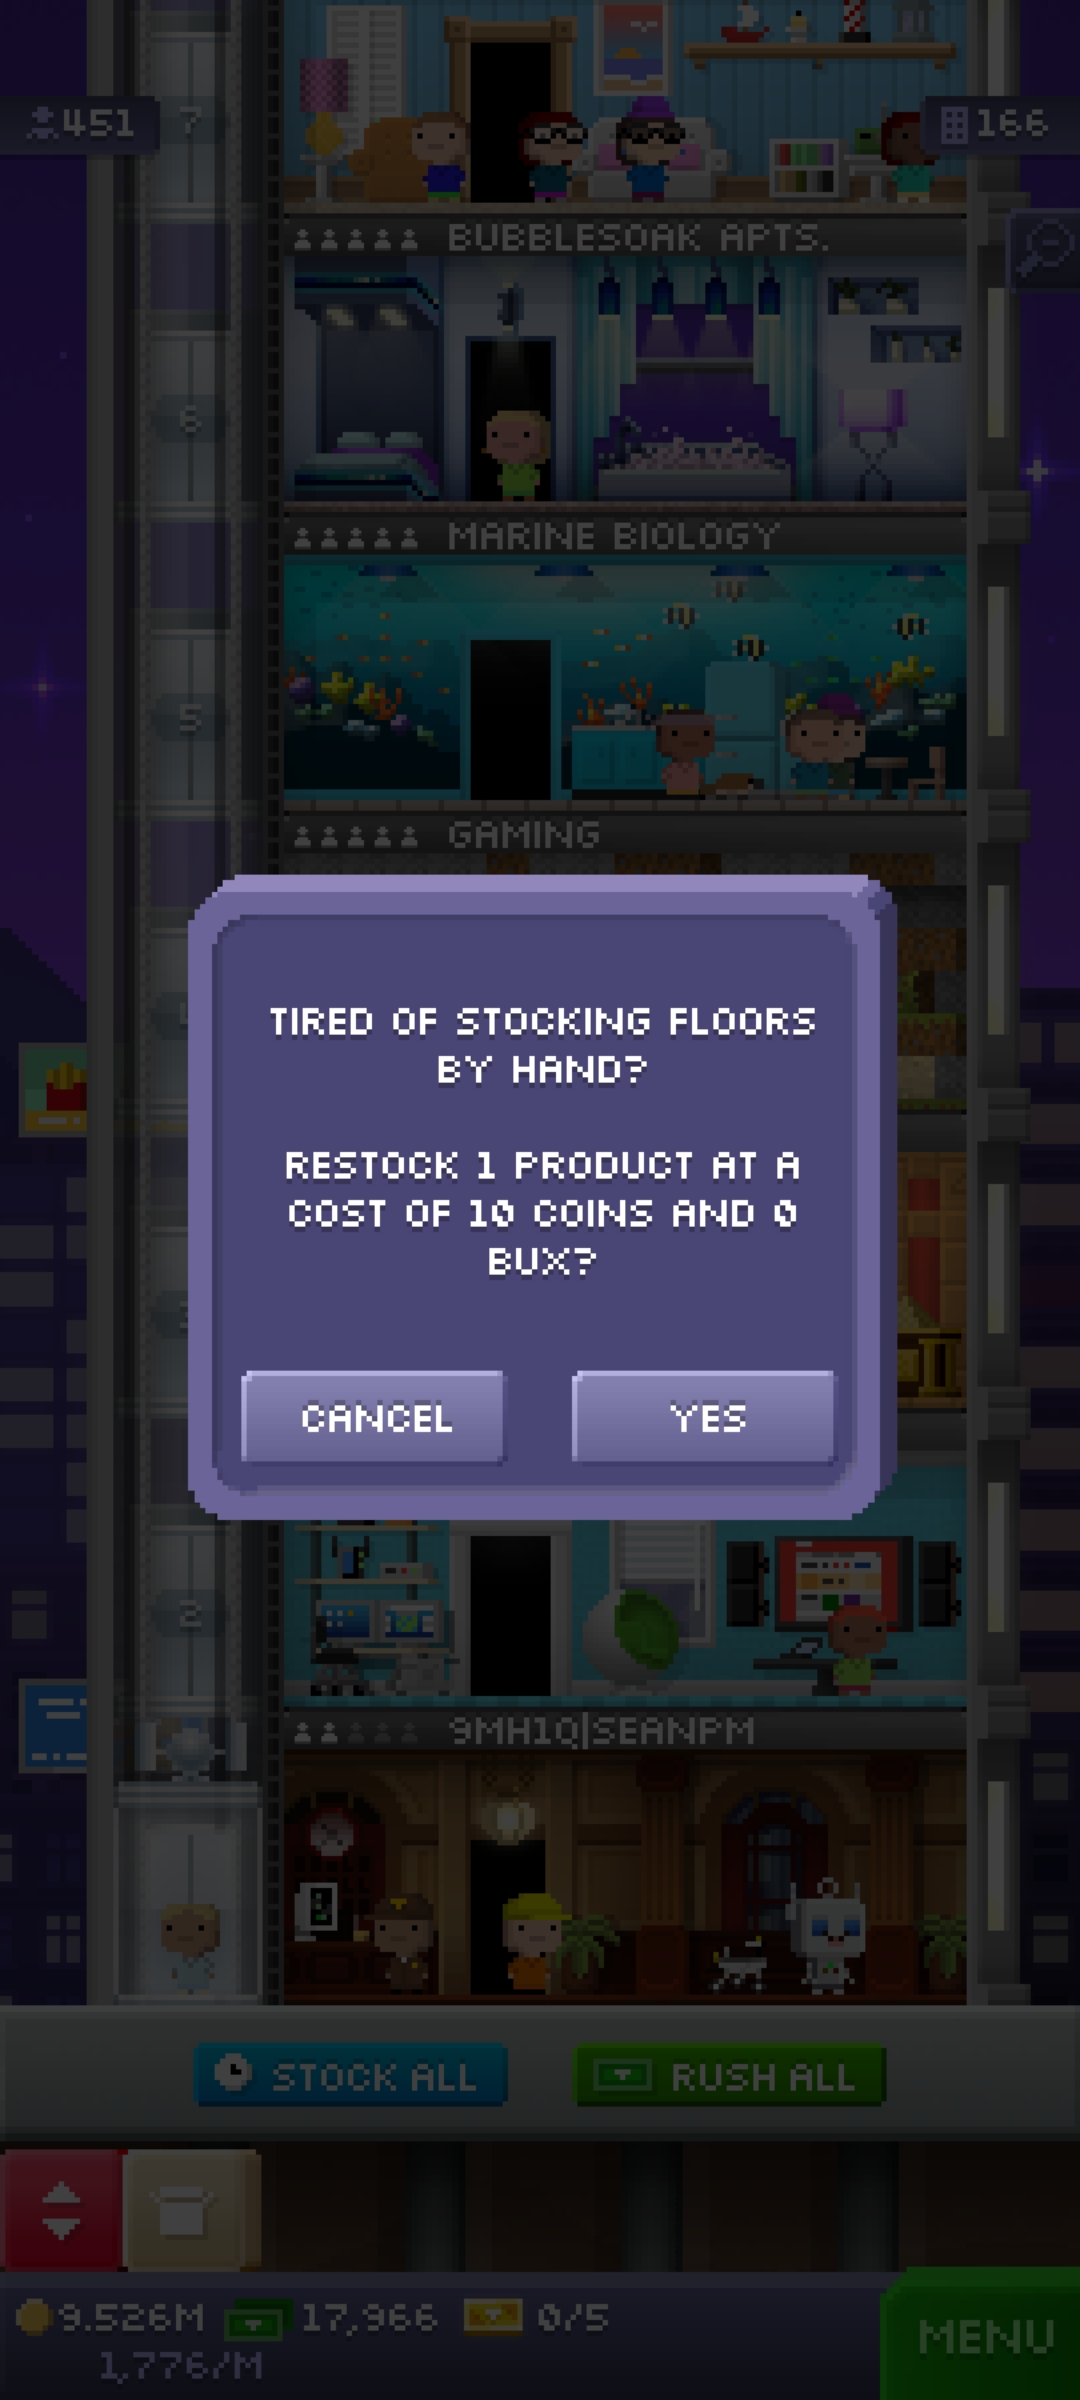 7
451
166
BUBBLESOAK APTS.
6
MARINE BIOLOGY
5
GAMING
TIRED OF STOCKING FLOORS
BY HAND?
RESTOCK 1 PRODUCT AT A
COST OF 10 COINS AND 0
BUX?
CANCEL
YES
2
9MH1Q|SEANPM
STOCK ALL
RUSH ALL
9.526M
17,966
0/5
1,776/M
MENU